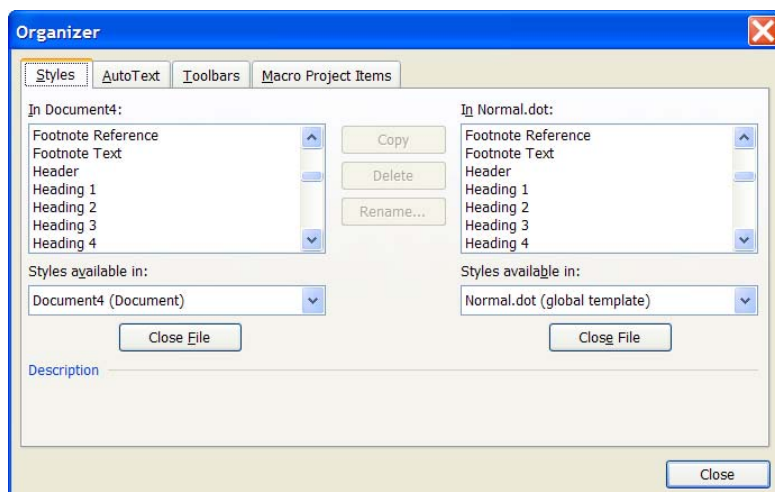 Organizer
Styles AutoText Toolbars Macro Project Items
In Document4:
Footnote Reference
Footnote Text
Header
Heading 1
Heading 2
Heading 3
Heading 4
Copy
Delete
Rename...
In Normal.dot:
Footnote Reference
Footnote Text
Header
Heading 1
Heading 2
Heading 3
Heading 4
Styles available in:
Document4 (Document)
Close File
Styles available in:
Normal.dot (global template)
Close File
Description
Close